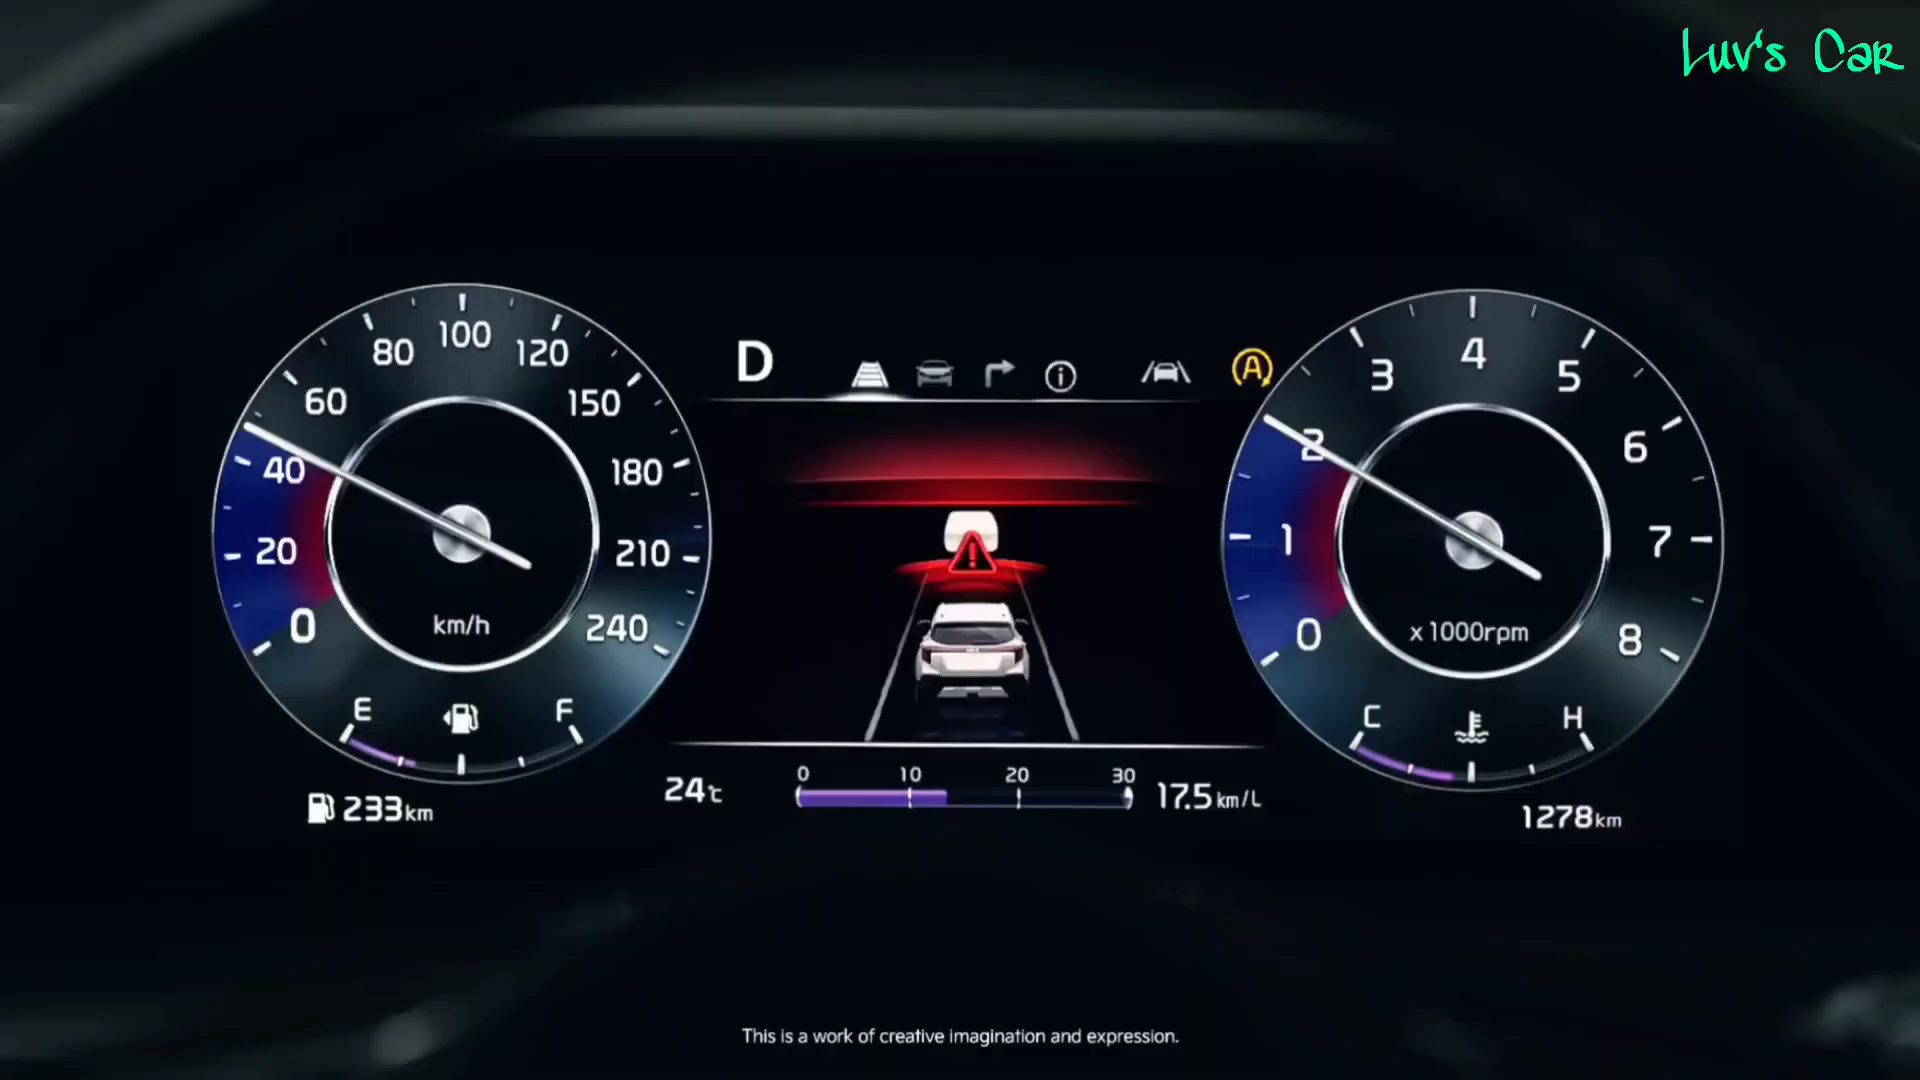 Luv's Car
100
80
120
60
150
40
180
20
210
0
240
km/h
E
F
233km
D
A
24℃
0 10 20 30
17.5km/L
4
3
5
2
6
1
7
0
8
x1000rpm
C
H
1278km
This is a work of creative imagination and expression.